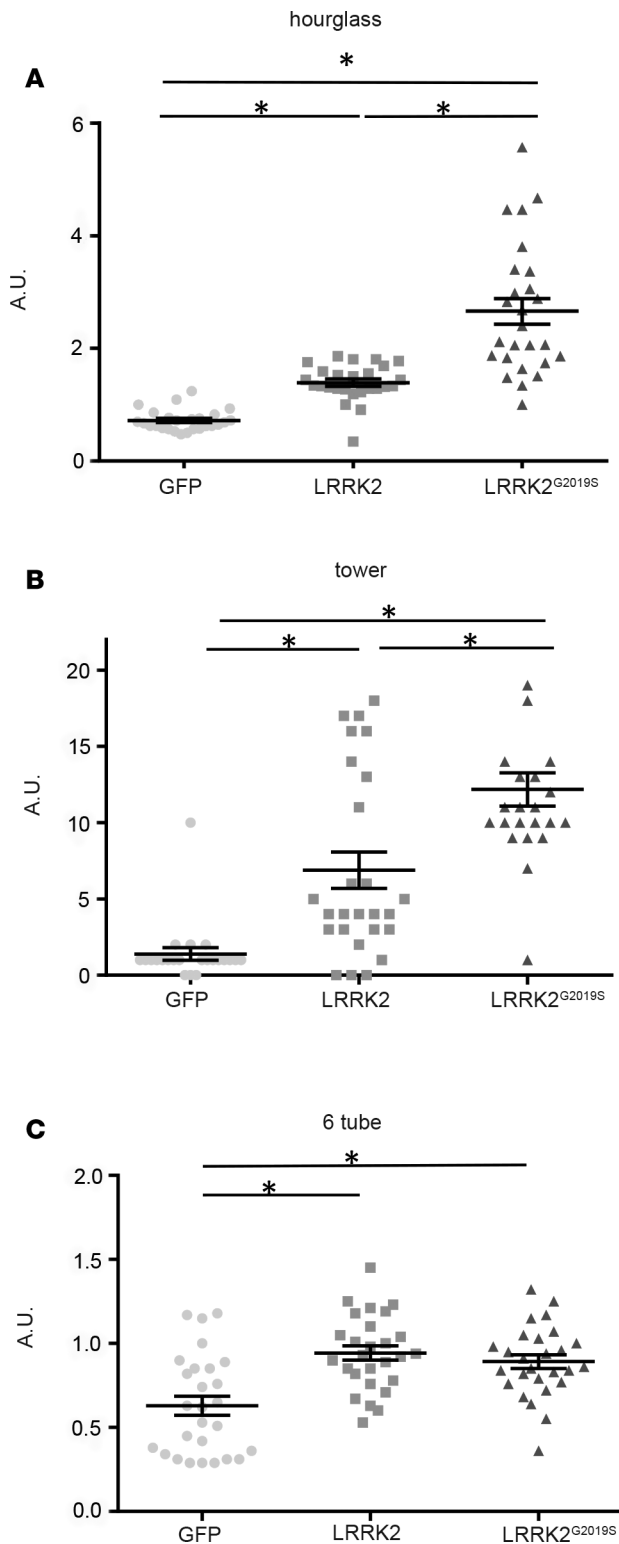 hourglass
A
*
* *
6
4
2
0
A.U.
GFP LRRK2 LRRK2G2019S
B
tower
*
* *
20
15
10
5
0
A.U.
GFP LRRK2 LRRK2G2019S
C
6 tube
*
*
2.0
1.5
1.0
0.5
0.0
A.U.
GFP LRRK2 LRRK2G2019S